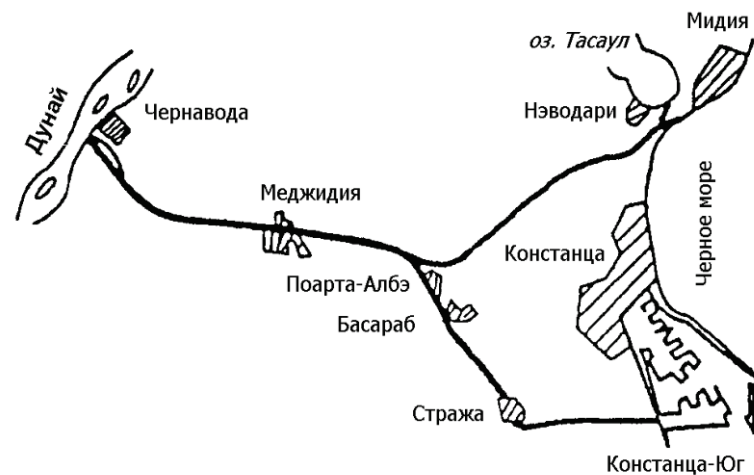 Мидия
оз. Тасаул
Дунай
Чернавода
Нэводари
Меджидия
Констанца
Черное море
Поарта-Албэ
Басараб
Стража
Констанца-Юг